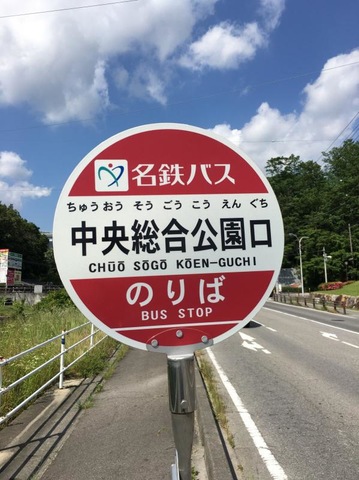 名鉄バス
ちゅうおう そう ごう こう えん ぐち
中央総合公園口
CHŪŌ SŌGŌ KŌEN-GUCHI
のりば
BUS STOP